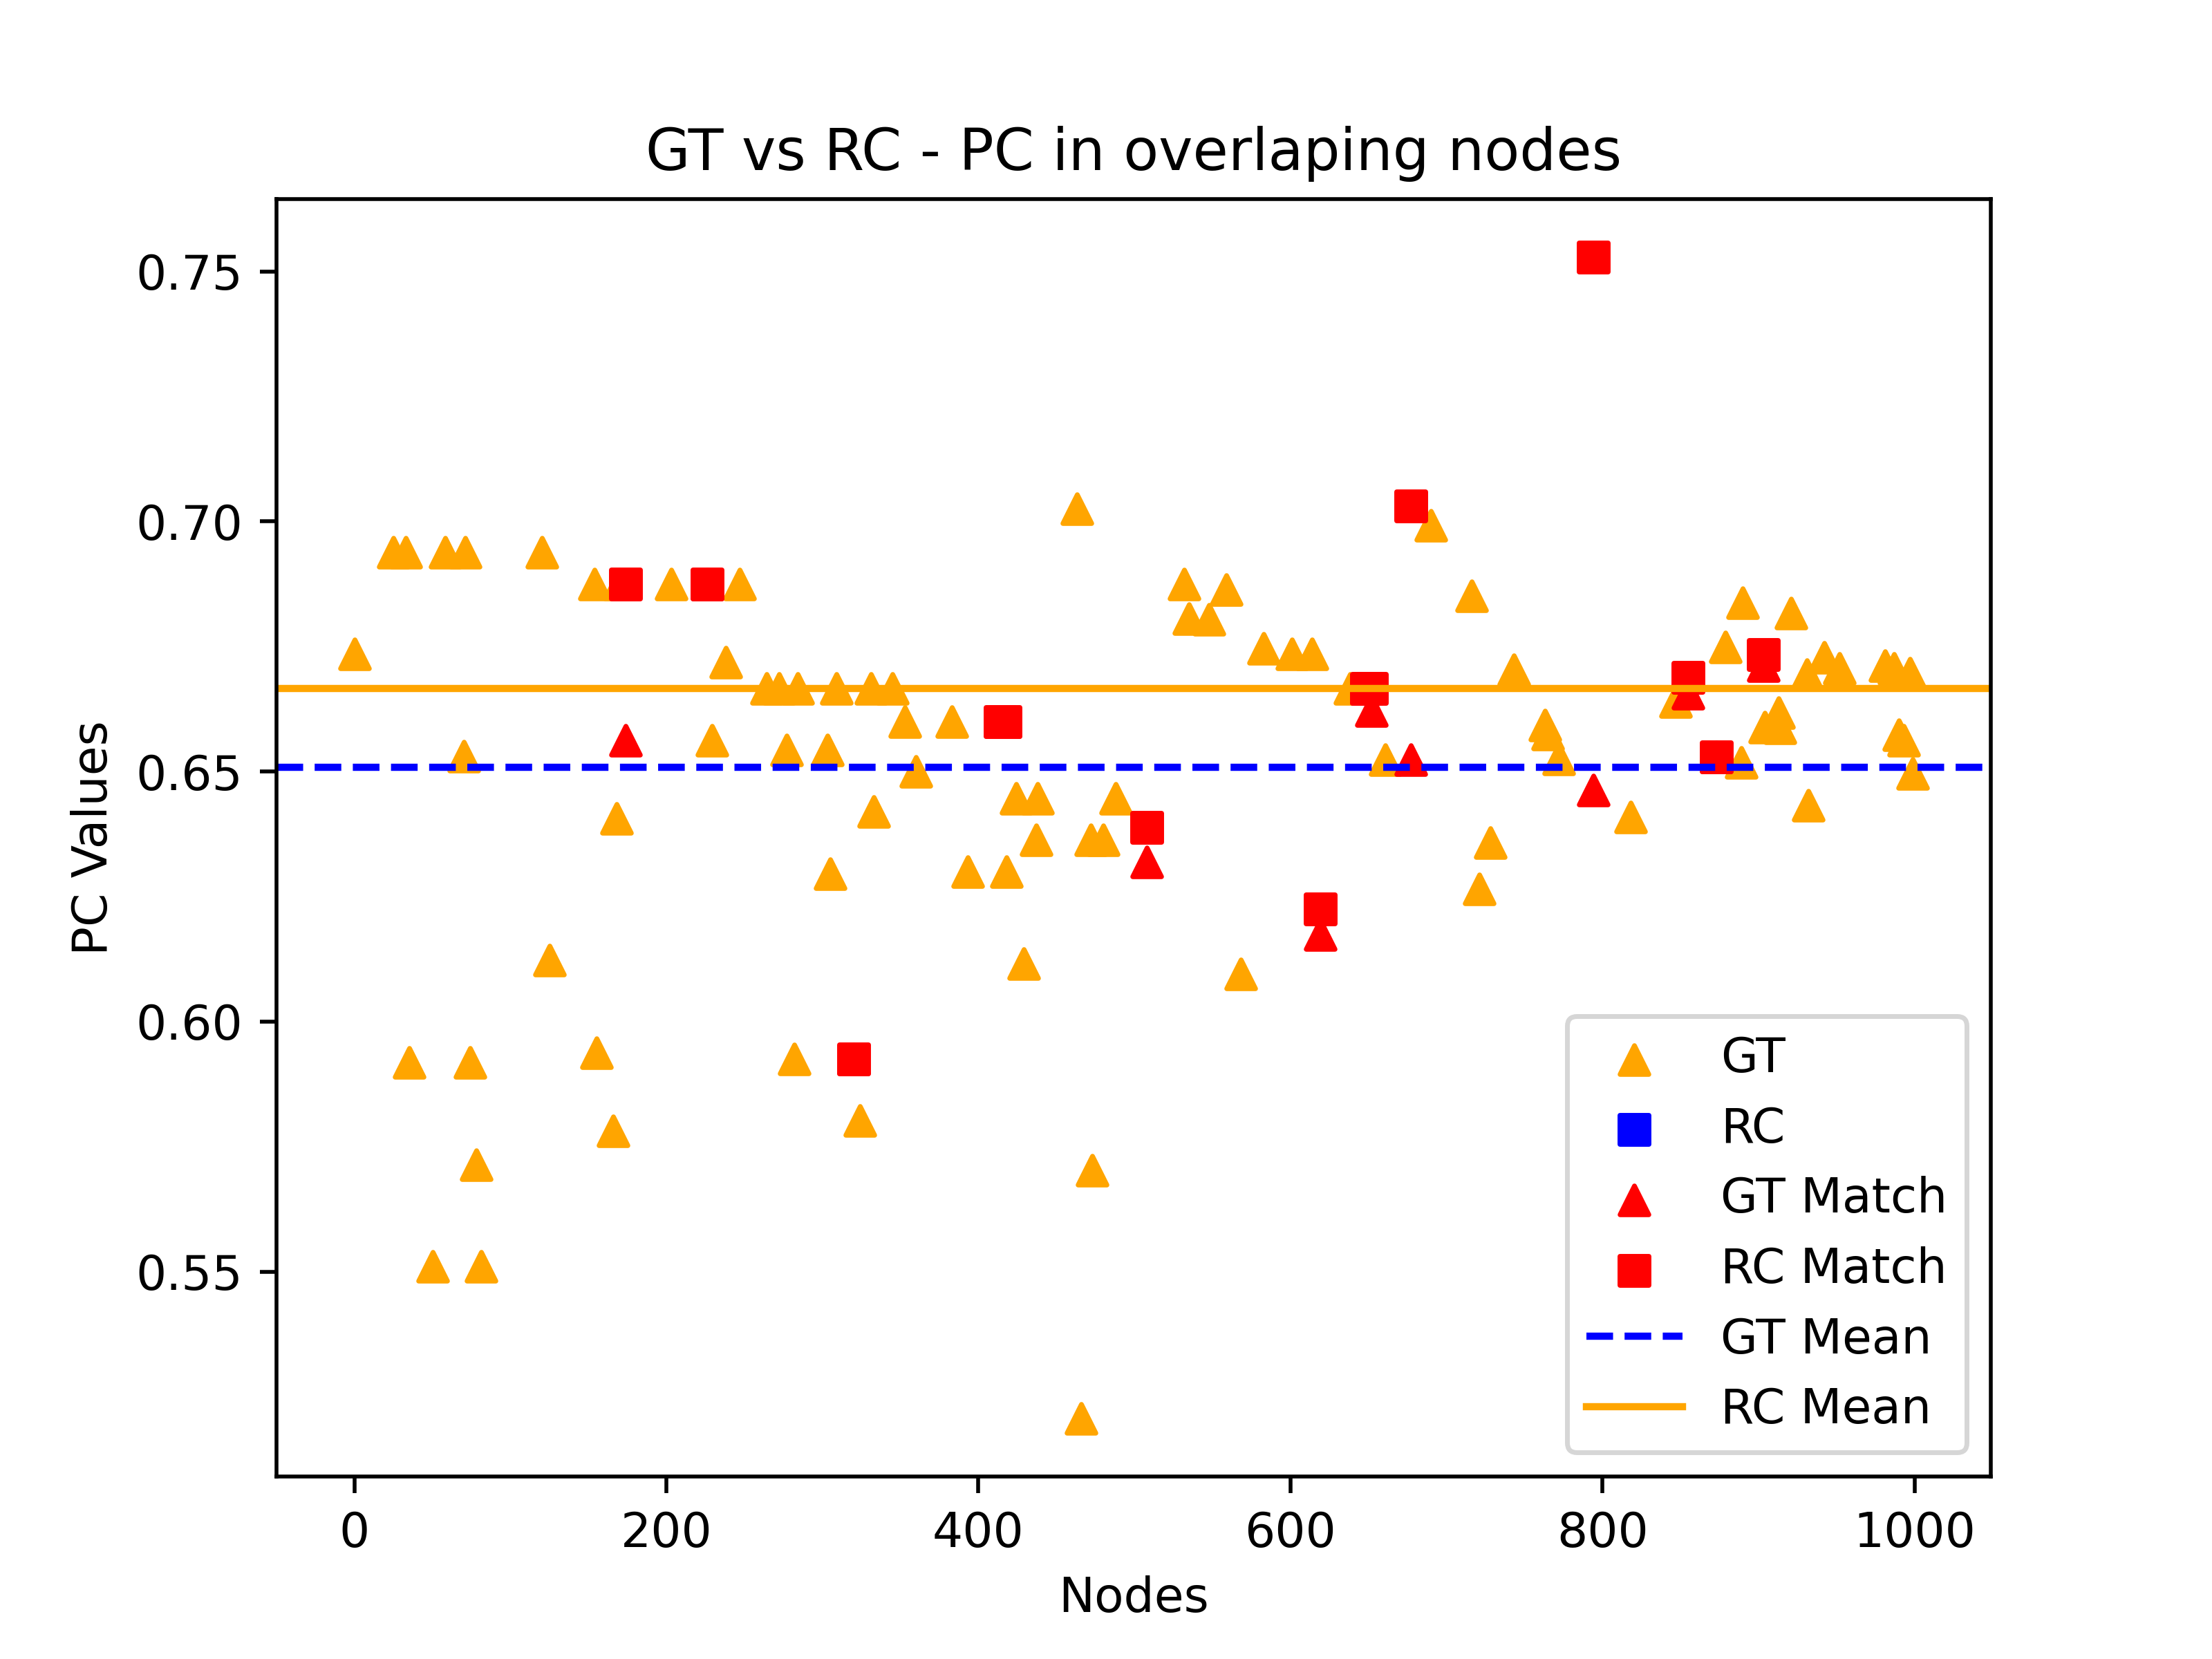 GT vs RC - PC in overlaping nodes
0.75
0.70
0.65
0.60
0.55
PC Values
0 200 400 600 800 1000
Nodes
GT
RC
GT Match
RC Match
GT Mean
RC Mean